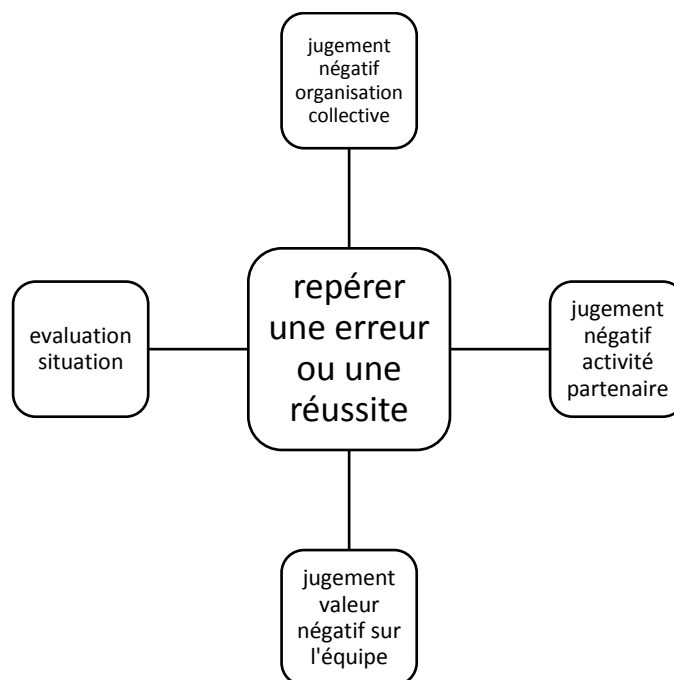 jugement
négatif
organisation
collective
repérer
une erreur
ou une
réussite
evaluation
situation
jugement
négatif
activité
partenaire
jugement
valeur
négatif sur
l'équipe